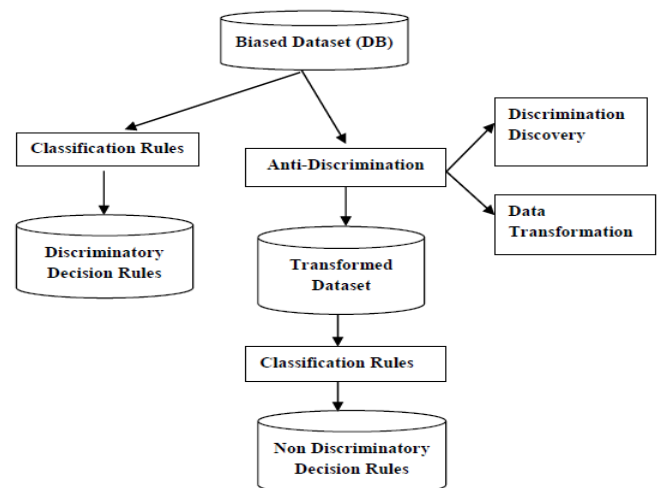 Biased Dataset (DB)
Classification Rules
Anti-Discrimination
Discrimination
Discovery
Data
Transformation
Discriminatory
Decision Rules
Transformed
Dataset
Classification Rules
Non Discriminatory
Decision Rules